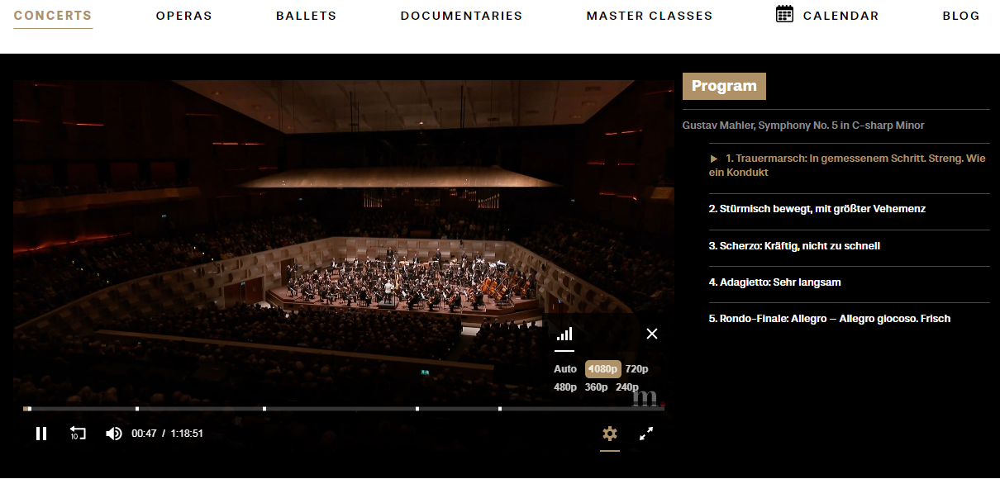 CONCERTS
OPERAS
BALLETS
DOCUMENTARIES
MASTER CLASSES
CALENDAR
BLOG
Program
Gustav Mahler, Symphony No. 5 in C-sharp Minor
1. Trauermarsch: In gemessenem Schritt. Streng. Wie
ein Kondukt
2. Stürmisch bewegt, mit größter Vehemenz
3. Scherzo: Kräftig, nicht zu schnell
4. Adagietto: Sehr langsam
5. Rondo-Finale: Allegro – Allegro giocoso. Frisch
Auto 1080p 720p
480p 360p 240p
m.
10
00:47 / 1:18:51